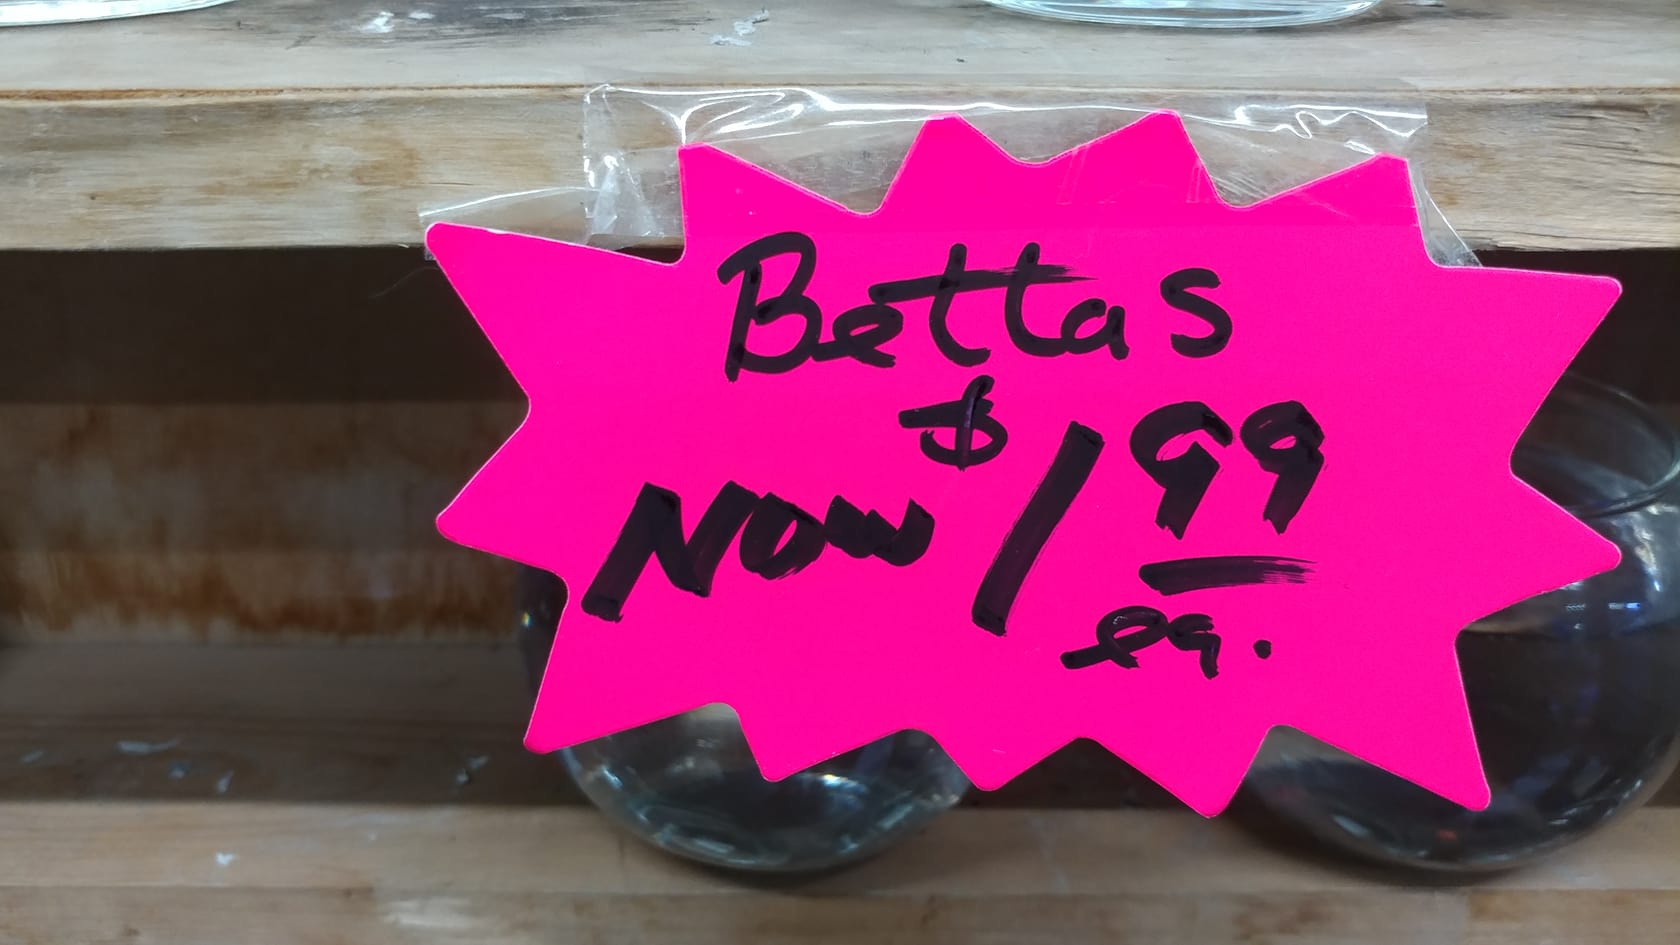 Bettas
Now $1.99
ea.